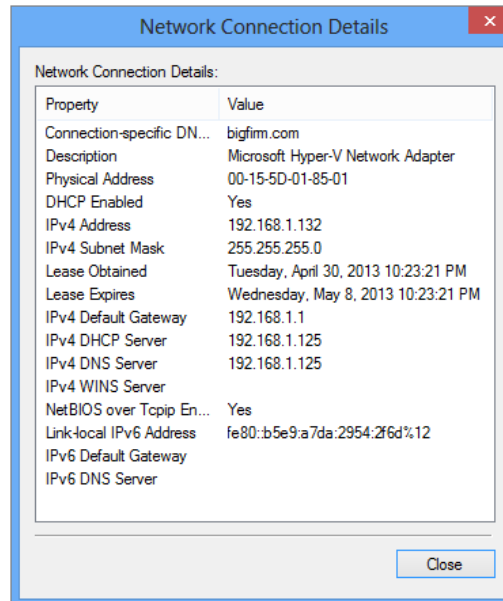 Network Connection Details
Network Connection Details:
Property Value
Connection-specific DN... bigfirm.com
Description Microsoft Hyper-V Network Adapter
Physical Address 00-15-5D-01-85-01
DHCP Enabled Yes
IPv4 Address 192.168.1.132
IPv4 Subnet Mask 255.255.255.0
Lease Obtained Tuesday, April 30, 2013 10:23:21 PM
Lease Expires Wednesday, May 8, 2013 10:23:21 PM
IPv4 Default Gateway 192.168.1.1
IPv4 DHCP Server 192.168.1.125
IPv4 DNS Server 192.168.1.125
IPv4 WINS Server
NetBIOS over Tcpip En... Yes
Link-local IPv6 Address fe80::b5e9:a7da:2954:2f6d%12
IPv6 Default Gateway
IPv6 DNS Server
Close